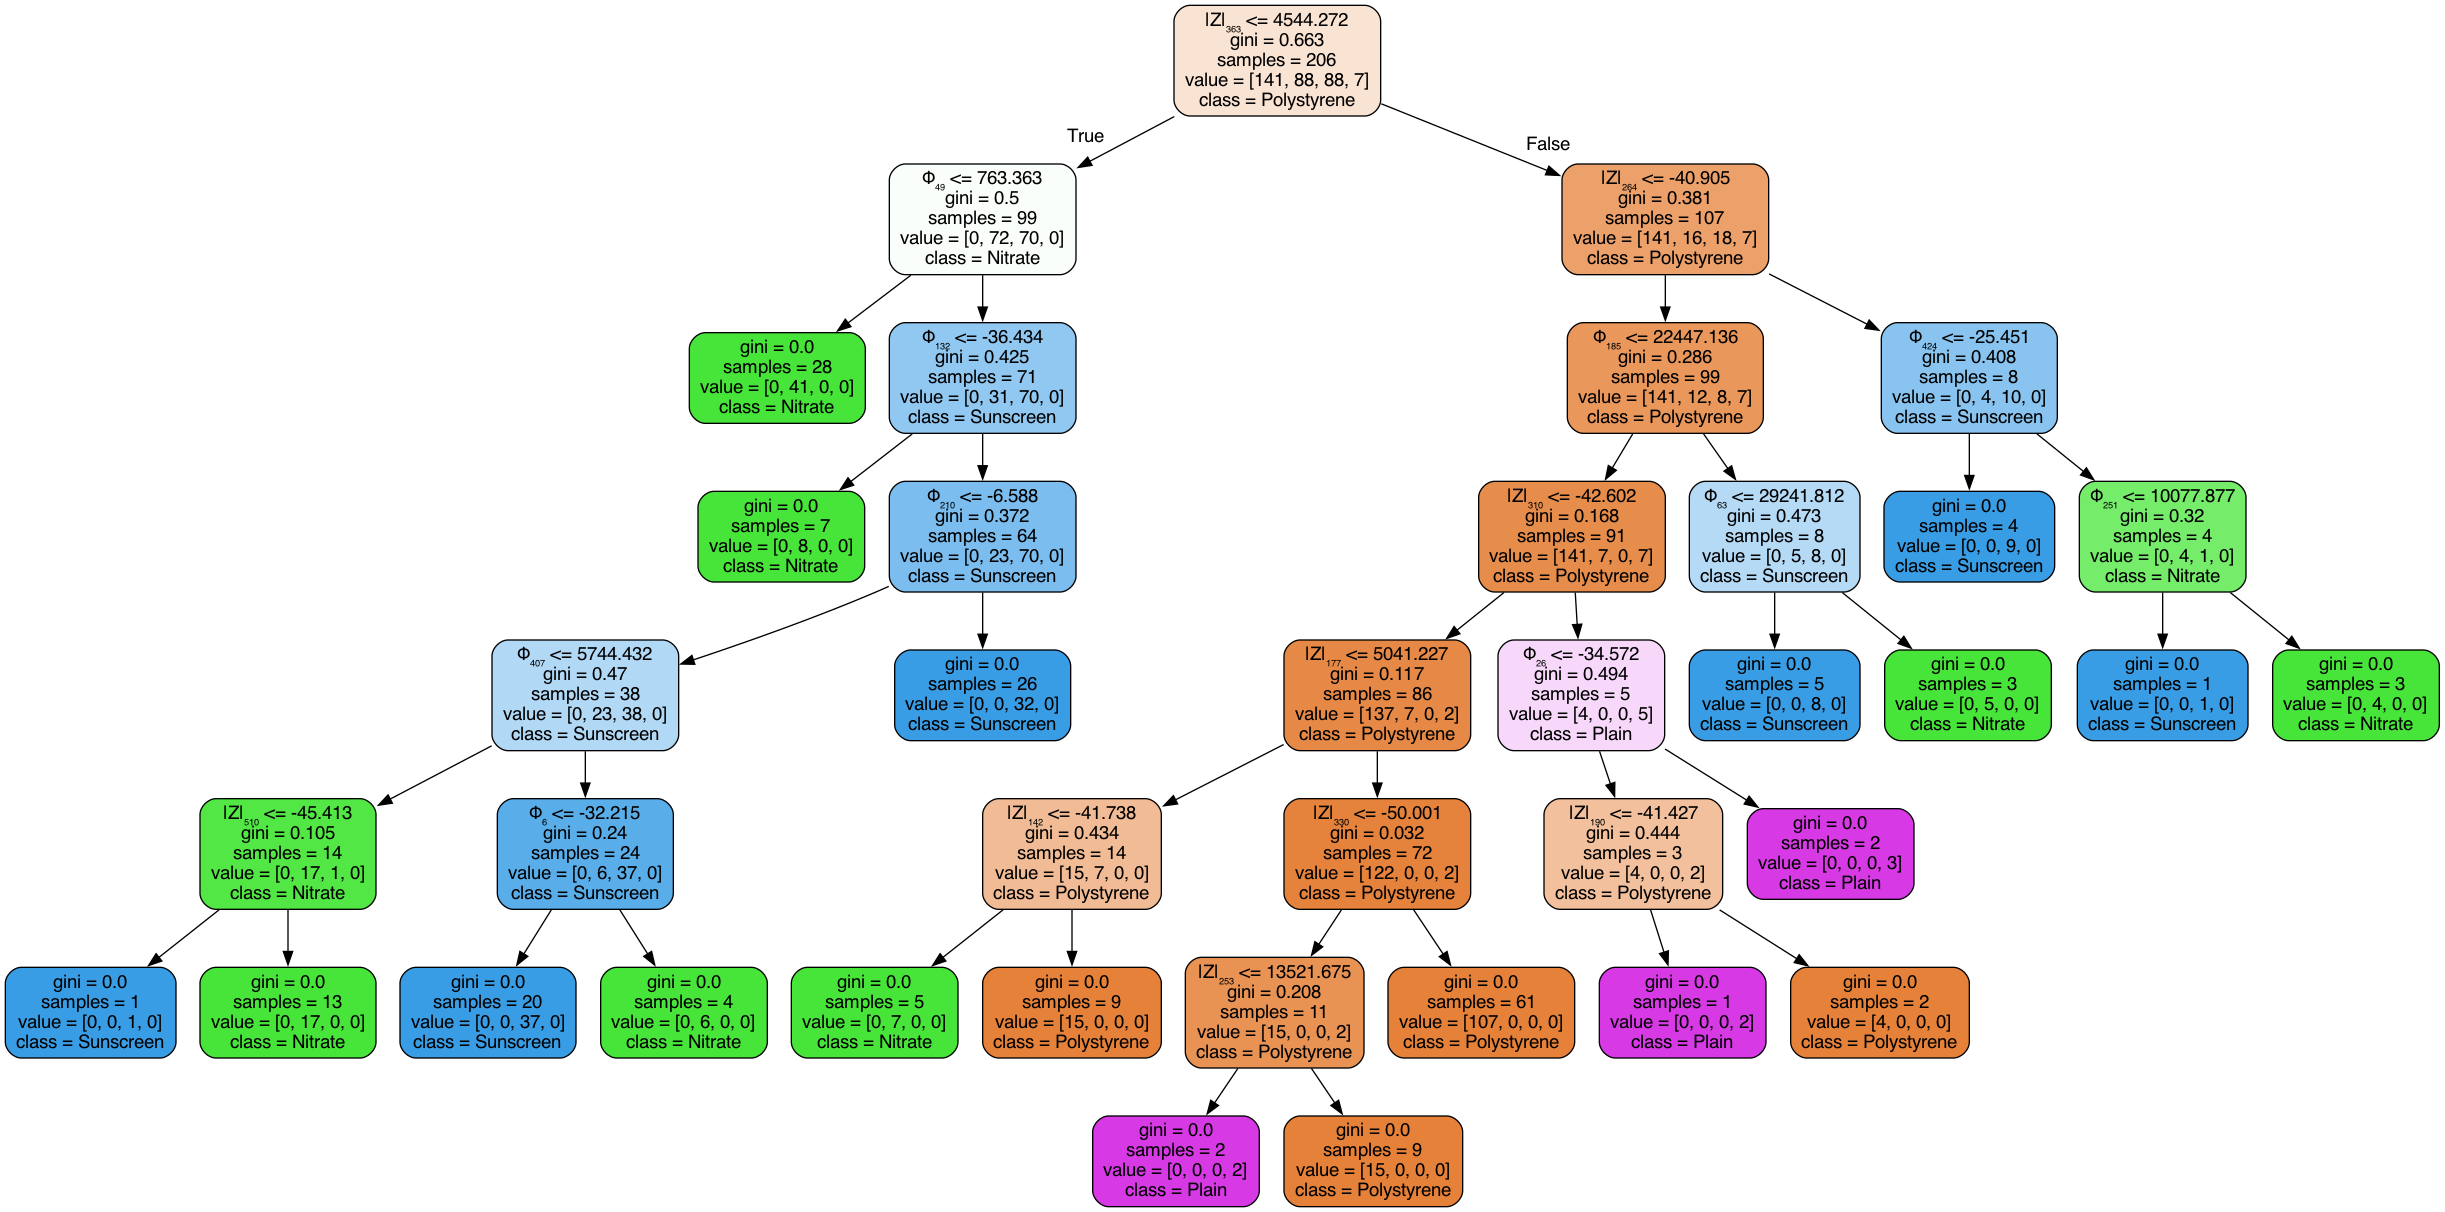 |Z|₃₆₃ <= 4544.272
gini = 0.663
samples = 206
value = [141, 88, 88, 7]
class = Polystyrene
True
False
Φ₄₉ <= 763.363
gini = 0.5
samples = 99
value = [0, 72, 70, 0]
class = Nitrate
|Z|₂₆₄ <= -40.905
gini = 0.381
samples = 107
value = [141, 16, 18, 7]
class = Polystyrene
gini = 0.0
samples = 28
value = [0, 41, 0, 0]
class = Nitrate
Φ₁₃₂ <= -36.434
gini = 0.425
samples = 71
value = [0, 31, 70, 0]
class = Sunscreen
Φ₁₈₅ <= 22447.136
gini = 0.286
samples = 99
value = [141, 12, 8, 7]
class = Polystyrene
Φ₄₂₄ <= -25.451
gini = 0.408
samples = 8
value = [0, 4, 10, 0]
class = Sunscreen
gini = 0.0
samples = 7
value = [0, 8, 0, 0]
class = Nitrate
Φ₂₁₀ <= -6.588
gini = 0.372
samples = 64
value = [0, 23, 70, 0]
class = Sunscreen
|Z|₃₁₀ <= -42.602
gini = 0.168
samples = 91
value = [141, 7, 0, 7]
class = Polystyrene
Φ₆₃ <= 29241.812
gini = 0.473
samples = 8
value = [0, 5, 8, 0]
class = Sunscreen
gini = 0.0
samples = 4
value = [0, 0, 9, 0]
class = Sunscreen
Φ₂₅₁ <= 10077.877
gini = 0.32
samples = 4
value = [0, 4, 1, 0]
class = Nitrate
Φ₄₀₇ <= 5744.432
gini = 0.47
samples = 38
value = [0, 23, 38, 0]
class = Sunscreen
gini = 0.0
samples = 26
value = [0, 0, 32, 0]
class = Sunscreen
|Z|₁₇₇ <= 5041.227
gini = 0.117
samples = 86
value = [137, 7, 0, 2]
class = Polystyrene
Φ₂₆ <= -34.572
gini = 0.494
samples = 5
value = [4, 0, 0, 5]
class = Plain
gini = 0.0
samples = 5
value = [0, 0, 8, 0]
class = Sunscreen
gini = 0.0
samples = 3
value = [0, 5, 0, 0]
class = Nitrate
gini = 0.0
samples = 1
value = [0, 0, 1, 0]
class = Sunscreen
gini = 0.0
samples = 3
value = [0, 4, 0, 0]
class = Nitrate
|Z|₅₁₀ <= -45.413
gini = 0.105
samples = 14
value = [0, 17, 1, 0]
class = Nitrate
Φ₆ <= -32.215
gini = 0.24
samples = 24
value = [0, 6, 37, 0]
class = Sunscreen
|Z|₁₄₂ <= -41.738
gini = 0.434
samples = 14
value = [15, 7, 0, 0]
class = Polystyrene
|Z|₃₃₀ <= -50.001
gini = 0.032
samples = 72
value = [122, 0, 0, 2]
class = Polystyrene
|Z|₁₉₀ <= -41.427
gini = 0.444
samples = 3
value = [4, 0, 0, 2]
class = Polystyrene
gini = 0.0
samples = 2
value = [0, 0, 0, 3]
class = Plain
gini = 0.0
samples = 1
value = [0, 0, 1, 0]
class = Sunscreen
gini = 0.0
samples = 13
value = [0, 17, 0, 0]
class = Nitrate
gini = 0.0
samples = 20
value = [0, 0, 37, 0]
class = Sunscreen
gini = 0.0
samples = 4
value = [0, 6, 0, 0]
class = Nitrate
gini = 0.0
samples = 5
value = [0, 7, 0, 0]
class = Nitrate
gini = 0.0
samples = 9
value = [15, 0, 0, 0]
class = Polystyrene
|Z|₂₅₃ <= 13521.675
gini = 0.208
samples = 11
value = [15, 0, 0, 2]
class = Polystyrene
gini = 0.0
samples = 61
value = [107, 0, 0, 0]
class = Polystyrene
gini = 0.0
samples = 1
value = [0, 0, 0, 2]
class = Plain
gini = 0.0
samples = 2
value = [4, 0, 0, 0]
class = Polystyrene
gini = 0.0
samples = 2
value = [0, 0, 0, 2]
class = Plain
gini = 0.0
samples = 9
value = [15, 0, 0, 0]
class = Polystyrene